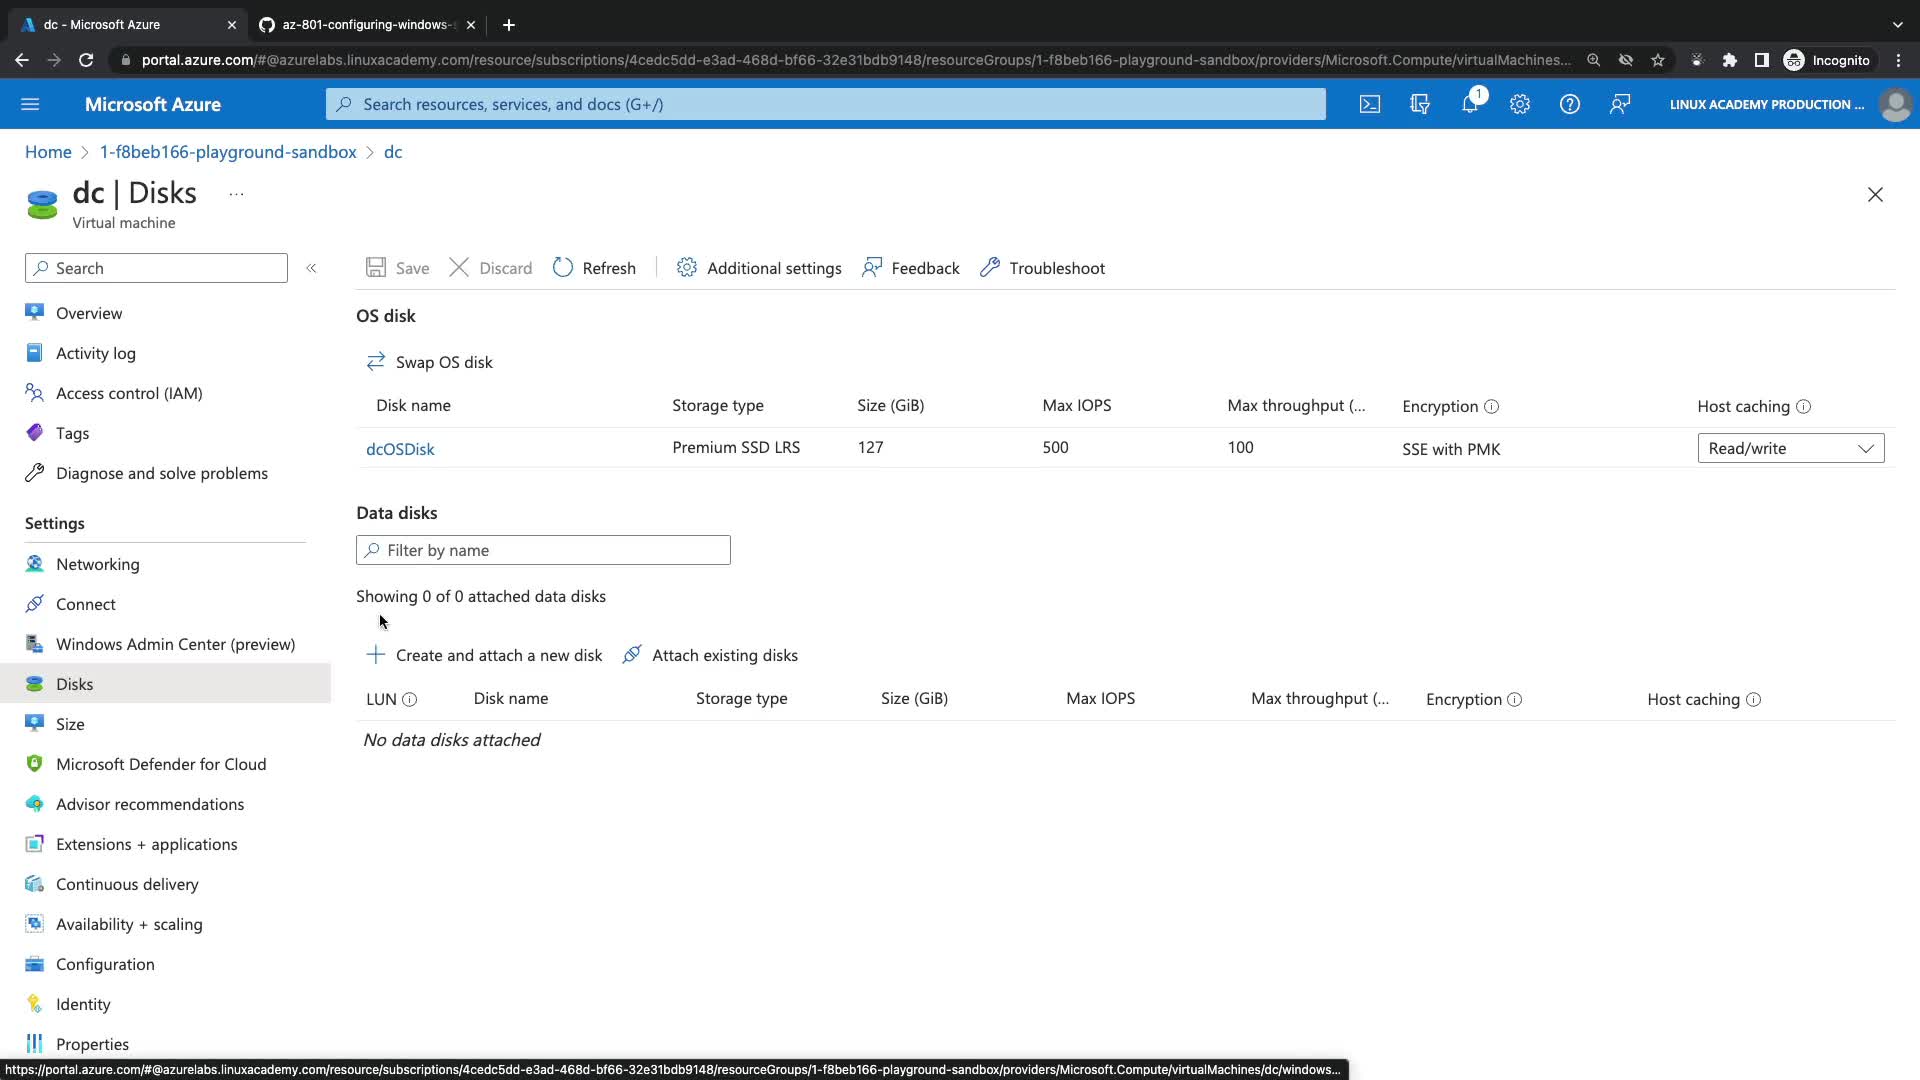 dc - Microsoft Azure
az-801-configuring-windows-
portal.azure.com/#@azurelabs.linuxacademy.com/resource/subscriptions/4cedc5dd-e3ad-468d-bf66-32e31bdb9148/resourceGroups/1-f8beb166-playground-sandbox/providers/Microsoft.Compute/virtualMachines...
Incognito
Microsoft Azure
Search resources, services, and docs (G+/)
1
LINUX ACADEMY PRODUCTION ...
Home > 1-f8beb166-playground-sandbox > dc
dc | Disks ...
Virtual machine
Search
«
Save
Discard
Refresh
Additional settings
Feedback
Troubleshoot
Overview
Activity log
Access control (IAM)
Tags
Diagnose and solve problems
Settings
Networking
Connect
Windows Admin Center (preview)
Disks
Size
Microsoft Defender for Cloud
Advisor recommendations
Extensions + applications
Continuous delivery
Availability + scaling
Configuration
Identity
Properties
OS disk
Swap OS disk
Disk name Storage type Size (GiB) Max IOPS Max throughput (... Encryption Host caching
dcOSDisk Premium SSD LRS 127 500 100 SSE with PMK Read/write
Data disks
Filter by name
Showing 0 of 0 attached data disks
Create and attach a new disk
Attach existing disks
LUN Disk name Storage type Size (GiB) Max IOPS Max throughput (... Encryption Host caching
No data disks attached
https://portal.azure.com/#@azurelabs.linuxacademy.com/resource/subscriptions/4cedc5dd-e3ad-468d-bf66-32e31bdb9148/resourceGroups/1-f8beb166-playground-sandbox/providers/Microsoft.Compute/virtualMachines/dc/windows...